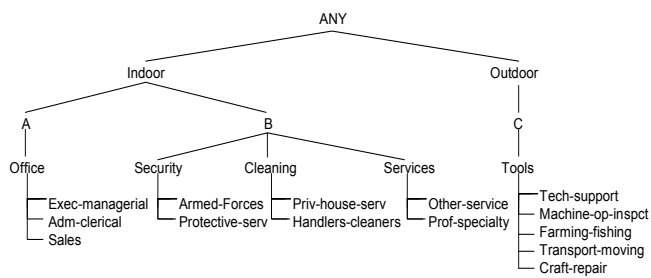 ANY
Indoor Outdoor
A B C
Office Security Cleaning Services Tools
Exec-managerial
Adm-clerical
Sales
Armed-Forces
Protective-serv
Priv-house-serv
Handlers-cleaners
Other-service
Prof-specialty
Tech-support
Machine-op-inspct
Farming-fishing
Transport-moving
Craft-repair